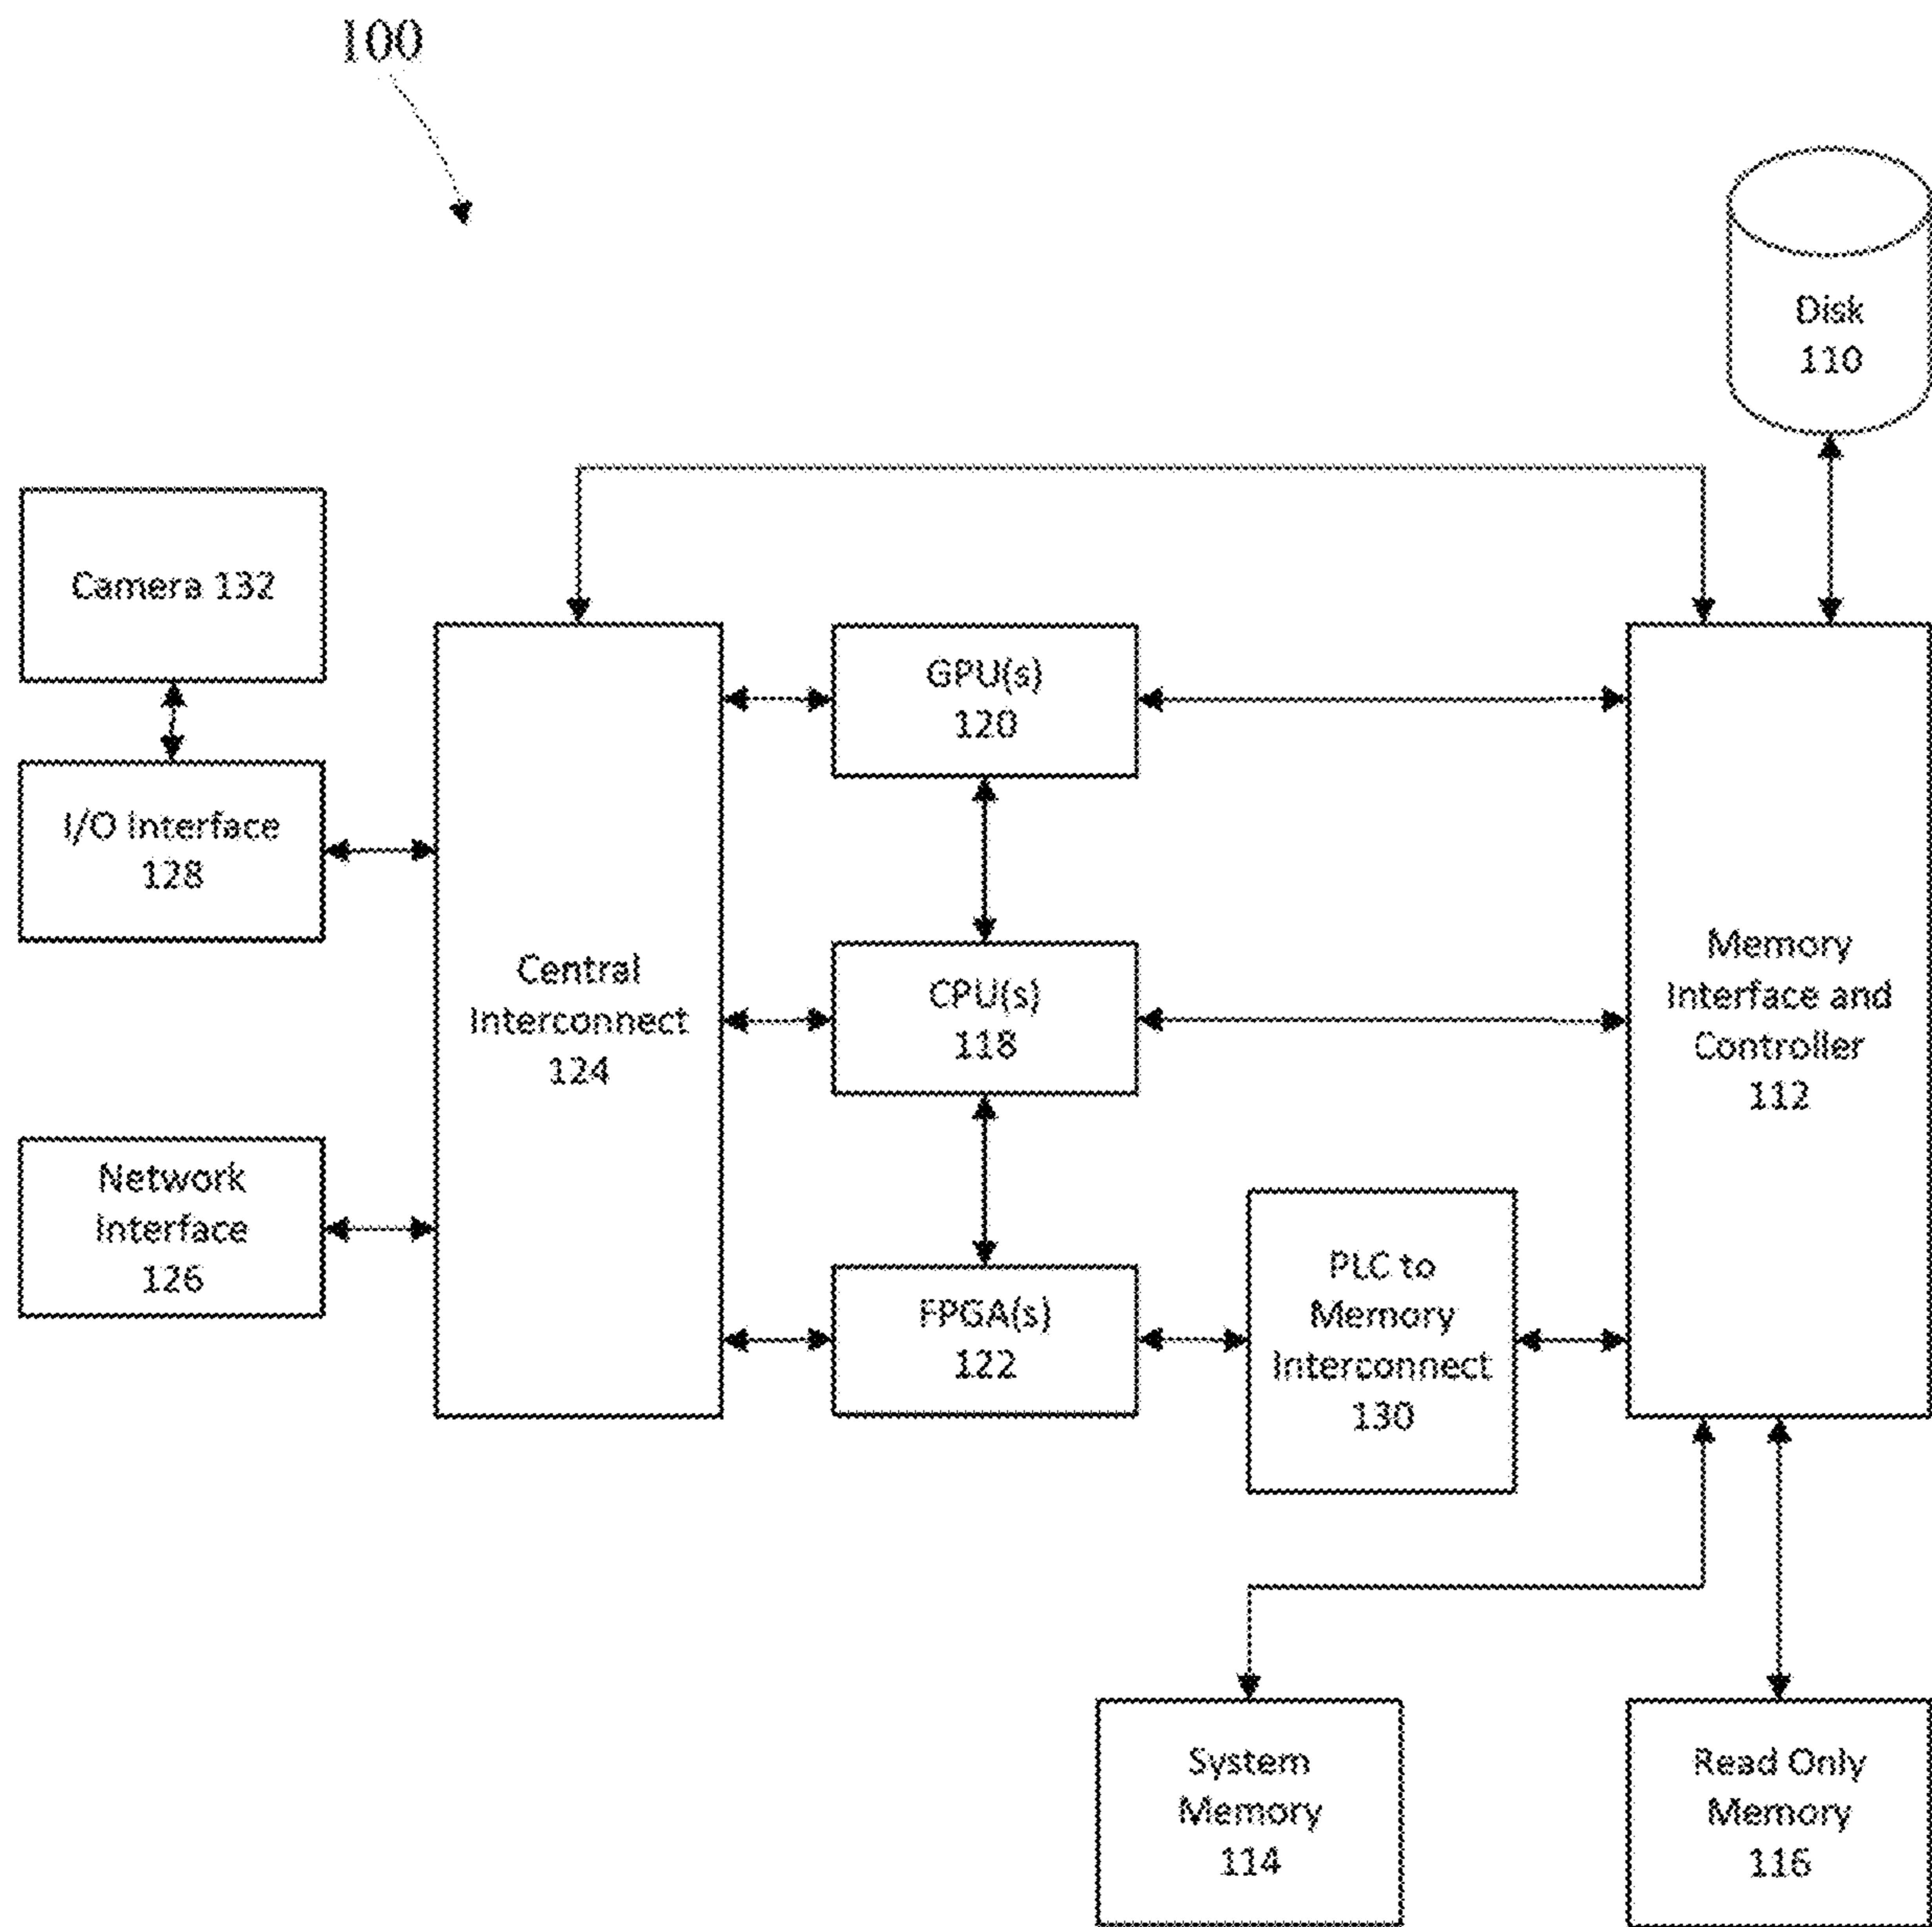 100
Disk
110
Camera 132
GPU(s)
120
I/O Interface
128
Central
Interconnect
124
CPU(s)
118
Memory
Interface and
Controller
112
Network
Interface
126
FPGA(s)
122
PLC to
Memory
Interconnect
130
System
Memory
114
Read Only
Memory
116